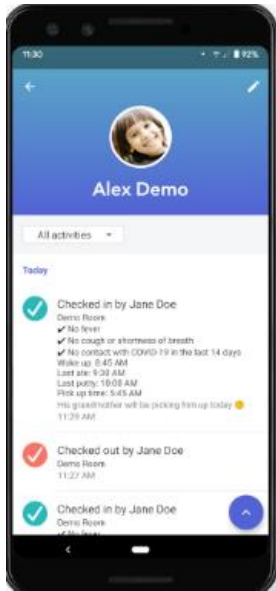 11:30
92%
Alex Demo
All activities
Today
Checked in by Jane Doe
Demo Room
✔ No fever
✔ No cough or shortness of breath
✔ No contact with COVID-19 in the last 14 days
Woke up: 8:45 AM
Last ate: 9:30 AM
Last potty: 10:00 AM
Pick up time: 5:45 AM
His grandmother will be picking him up today 🙂
11:29 AM
Checked out by Jane Doe
Demo Room
11:27 AM
Checked in by Jane Doe
Demo Room
✔ No fever